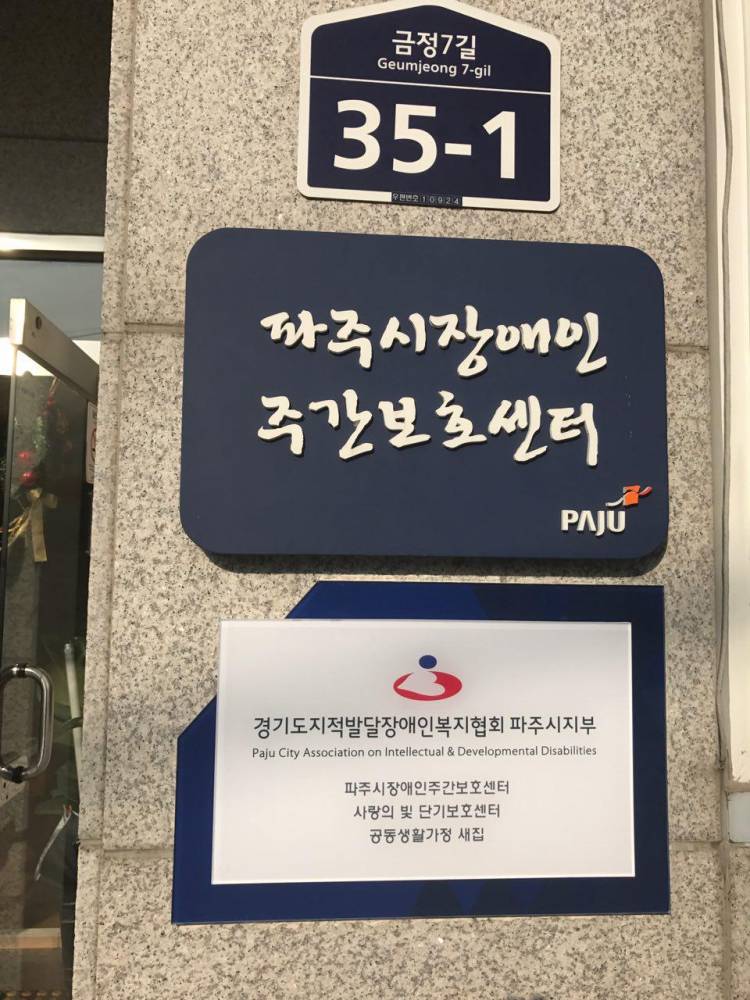 금정7길
Geumjeong 7-gil
35-1
우편번호 10924
파주시장애인
주간보호센터
PAJU
경기도지적발달장애인복지협회 파주시지부
Paju City Association on Intellectual & Developmental Disabilities
파주시장애인주간보호센터
사랑의 빛 단기보호센터
공동생활가정 새집